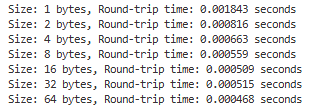 Size: 1 bytes, Round-trip time: 0.001843 seconds
Size: 2 bytes, Round-trip time: 0.000816 seconds
Size: 4 bytes, Round-trip time: 0.000663 seconds
Size: 8 bytes, Round-trip time: 0.000559 seconds
Size: 16 bytes, Round-trip time: 0.000509 seconds
Size: 32 bytes, Round-trip time: 0.000515 seconds
Size: 64 bytes, Round-trip time: 0.000468 seconds